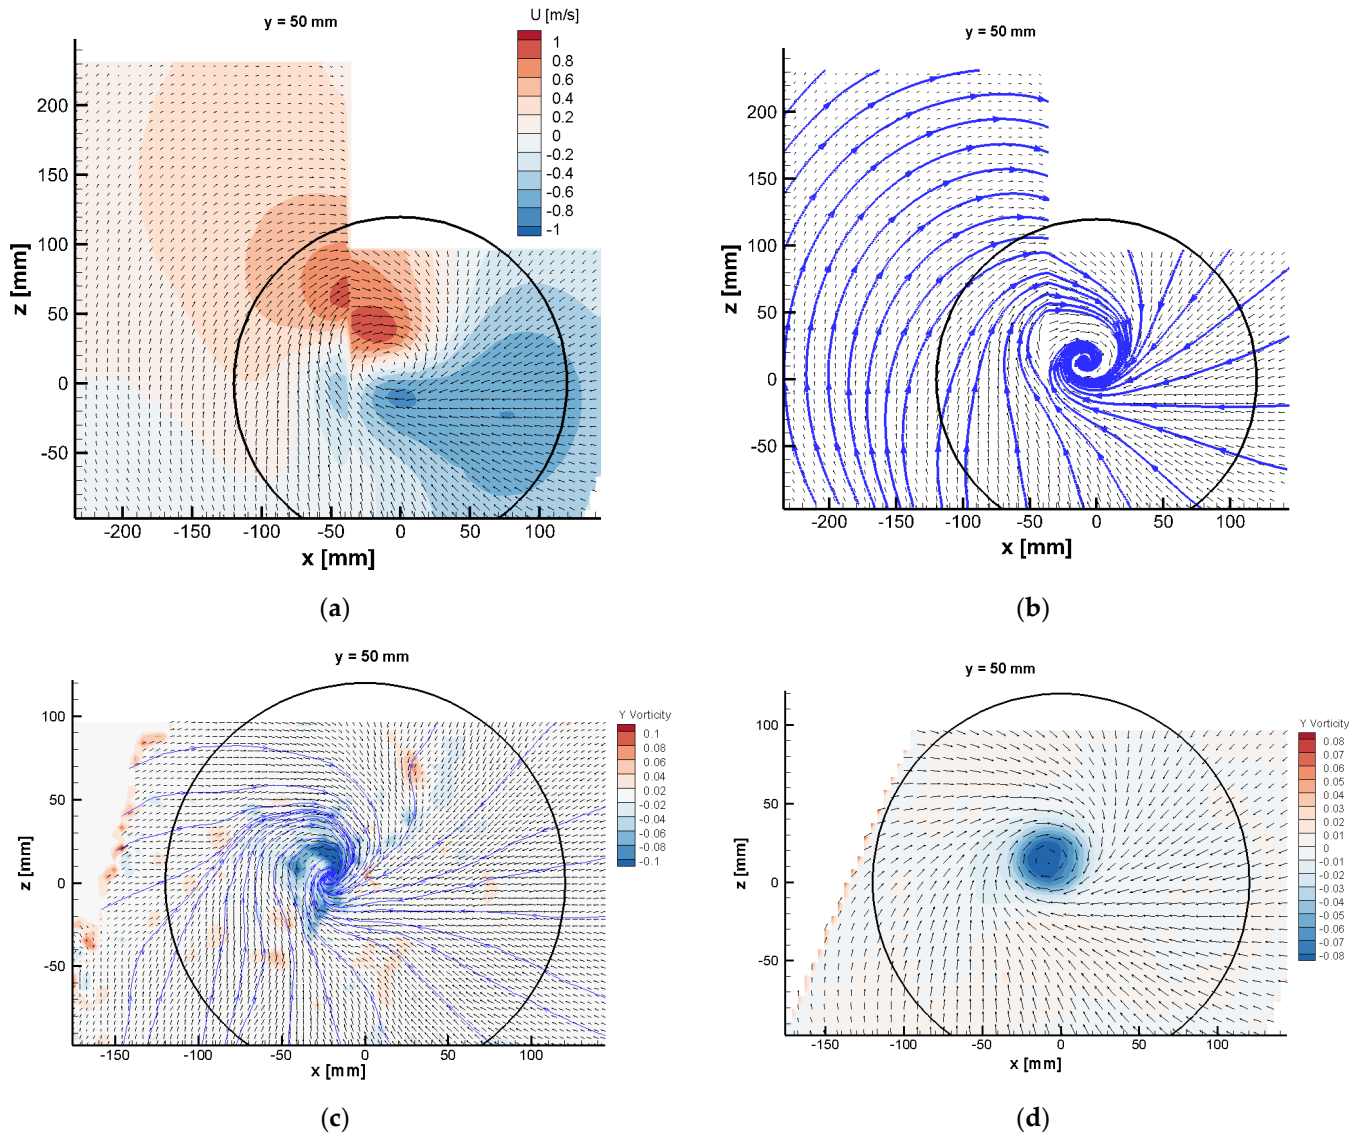 y = 50 mm
U [m/s]
1
0.8
0.6
0.4
0.2
0
-0.2
-0.4
-0.6
-0.8
-1
200
150
100
50
0
-50
z [mm]
-200 -150 -100 -50 0 50 100
x [mm]
(a)
y = 50 mm
200
150
100
50
0
-50
z [mm]
-200 -150 -100 -50 0 50 100
x [mm]
(b)
y = 50 mm
Y Vorticity
0.1
0.08
0.06
0.04
0.02
-0.02
-0.04
-0.06
-0.08
-0.1
100
50
0
-50
z [mm]
-150 -100 -50 0 50 100
x [mm]
(c)
y = 50 mm
Y Vorticity
0.08
0.07
0.06
0.05
0.04
0.03
0.02
0.01
0
-0.01
-0.02
-0.03
-0.04
-0.05
-0.06
-0.07
-0.08
100
50
0
-50
z [mm]
-150 -100 -50 0 50 100
x [mm]
(d)